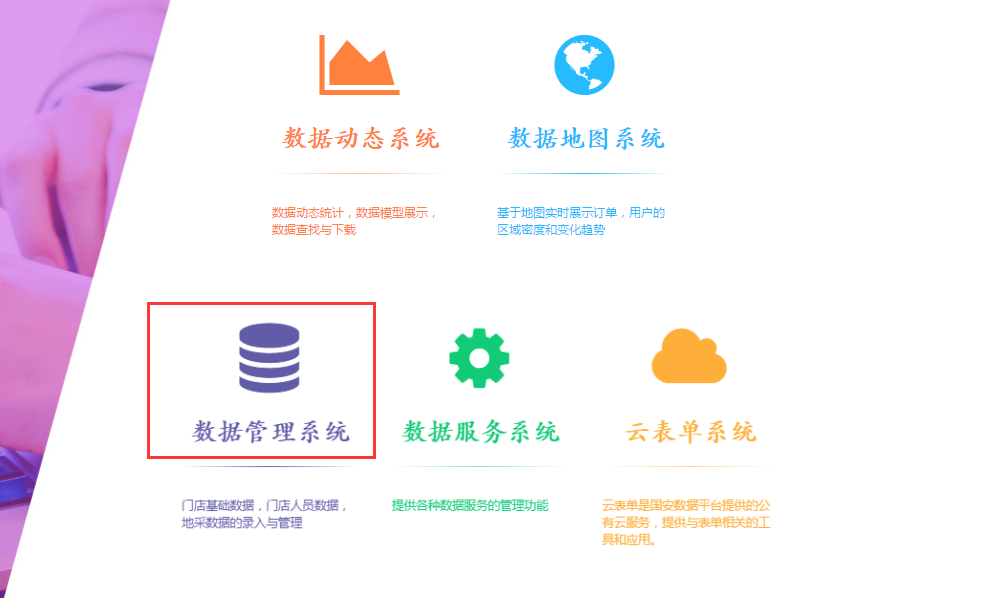 数据动态系统
数据地图系统
数据动态统计，数据模型展示，
数据查找与下载
基于地图实时展示订单，用户的
区域密度和变化趋势
数据管理系统
数据服务系统
云表单系统
门店基础数据，门店人员数据，
地采数据的录入与管理
提供各种数据服务的管理功能
云表单是国安数据平台提供的公
有云服务，提供与表单相关的工
具和应用。